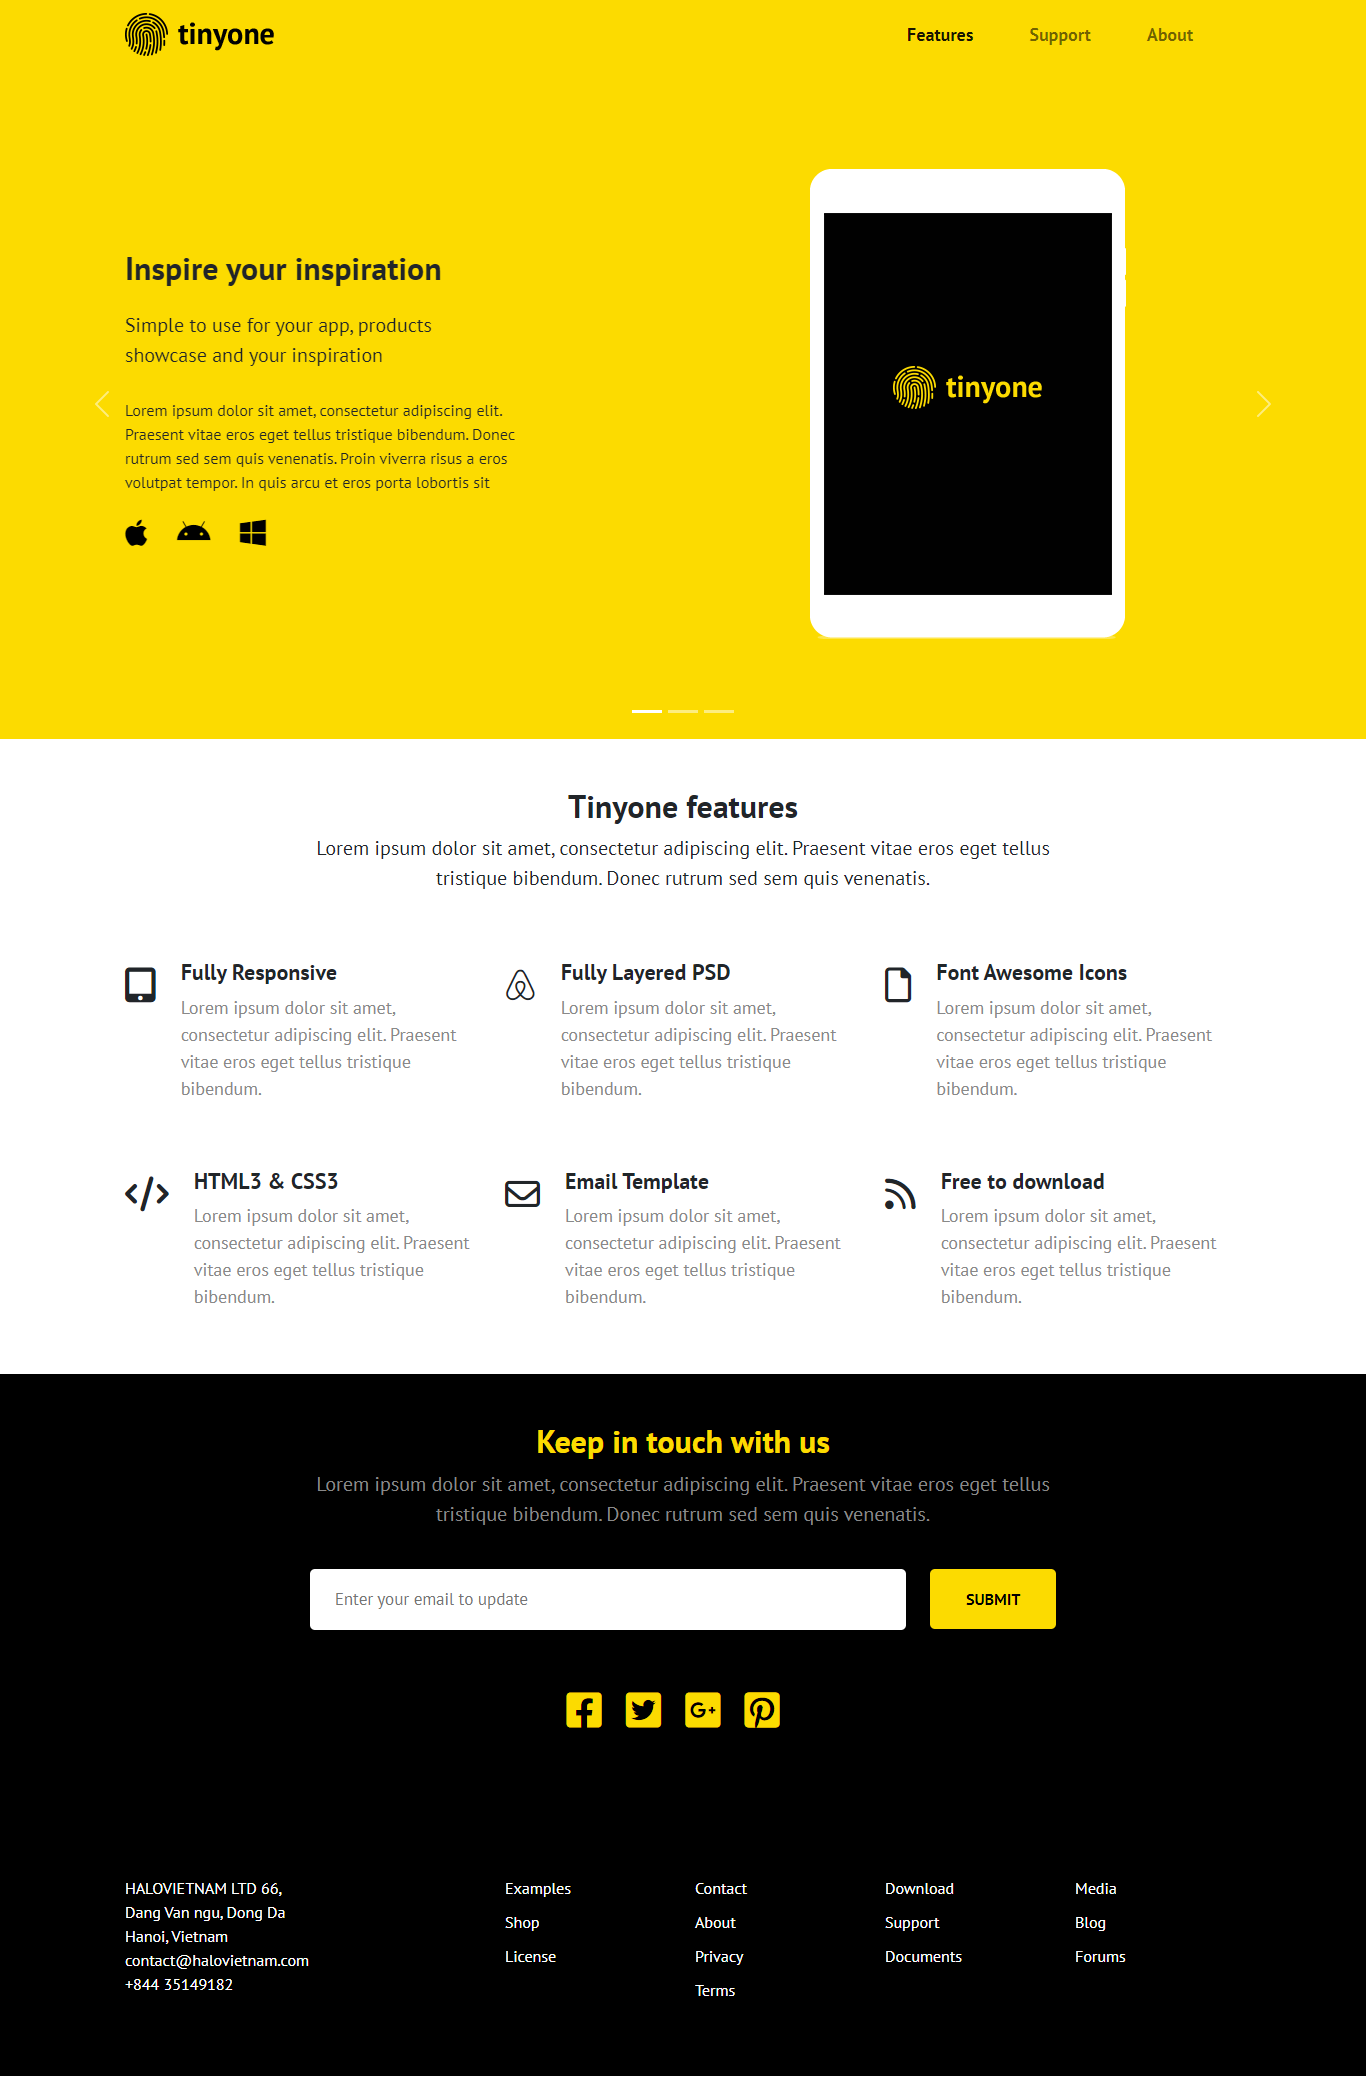 tinyone
Features
Support
About
Inspire your inspiration
Simple to use for your app, products
showcase and your inspiration
Lorem ipsum dolor sit amet, consectetur adipiscing elit.
Praesent vitae eros eget tellus tristique bibendum. Donec
rutrum sed sem quis venenatis. Proin viverra risus a eros
volutpat tempor. In quis arcu et eros porta lobortis sit
tinyone
Tinyone features
Lorem ipsum dolor sit amet, consectetur adipiscing elit. Praesent vitae eros eget tellus
tristique bibendum. Donec rutrum sed sem quis venenatis.
Fully Responsive
Lorem ipsum dolor sit amet,
consectetur adipiscing elit. Praesent
vitae eros eget tellus tristique
bibendum.
Fully Layered PSD
Lorem ipsum dolor sit amet,
consectetur adipiscing elit. Praesent
vitae eros eget tellus tristique
bibendum.
Font Awesome Icons
Lorem ipsum dolor sit amet,
consectetur adipiscing elit. Praesent
vitae eros eget tellus tristique
bibendum.
HTML3 & CSS3
Lorem ipsum dolor sit amet,
consectetur adipiscing elit. Praesent
vitae eros eget tellus tristique
bibendum.
Email Template
Lorem ipsum dolor sit amet,
consectetur adipiscing elit. Praesent
vitae eros eget tellus tristique
bibendum.
Free to download
Lorem ipsum dolor sit amet,
consectetur adipiscing elit. Praesent
vitae eros eget tellus tristique
bibendum.
Keep in touch with us
Lorem ipsum dolor sit amet, consectetur adipiscing elit. Praesent vitae eros eget tellus
tristique bibendum. Donec rutrum sed sem quis venenatis.
Enter your email to update
SUBMIT
HALOVIETNAM LTD 66,
Dang Van ngu, Dong Da
Hanoi, Vietnam
contact@halovietnam.com
+844 35149182
Examples
Shop
License
Contact
About
Privacy
Terms
Download
Support
Documents
Media
Blog
Forums